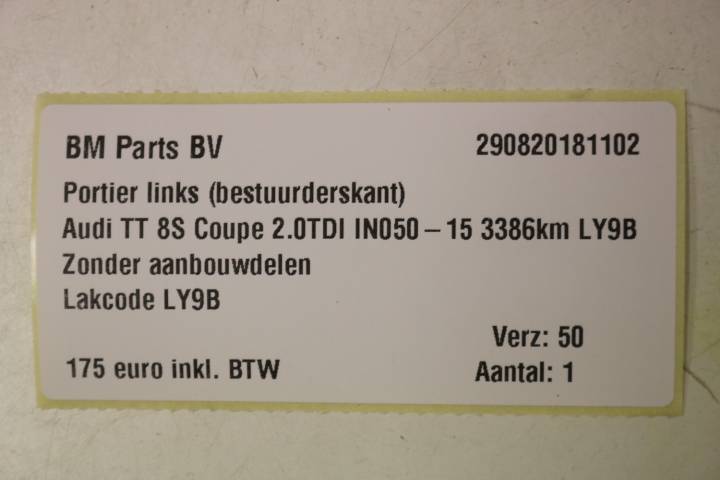 BM Parts BV 290820181102
Portier links (bestuurderskant)
Audi TT 8S Coupe 2.0TDI IN050 – 15 3386km LY9B
Zonder aanbouwdelen
Lakcode LY9B
Verz: 50
175 euro inkl. BTW Aantal: 1